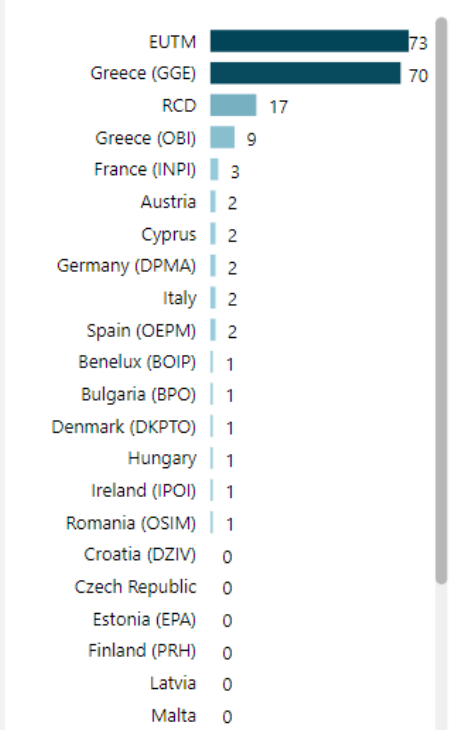 EUTM 73
Greece (GGE) 70
RCD 17
Greece (OBI) 9
France (INPI) 3
Austria 2
Cyprus 2
Germany (DPMA) 2
Italy 2
Spain (OEPM) 2
Benelux (BOIP) 1
Bulgaria (BPO) 1
Denmark (DKPTO) 1
Hungary 1
Ireland (IPOI) 1
Romania (OSIM) 1
Croatia (DZIV) 0
Czech Republic 0
Estonia (EPA) 0
Finland (PRH) 0
Latvia 0
Malta 0